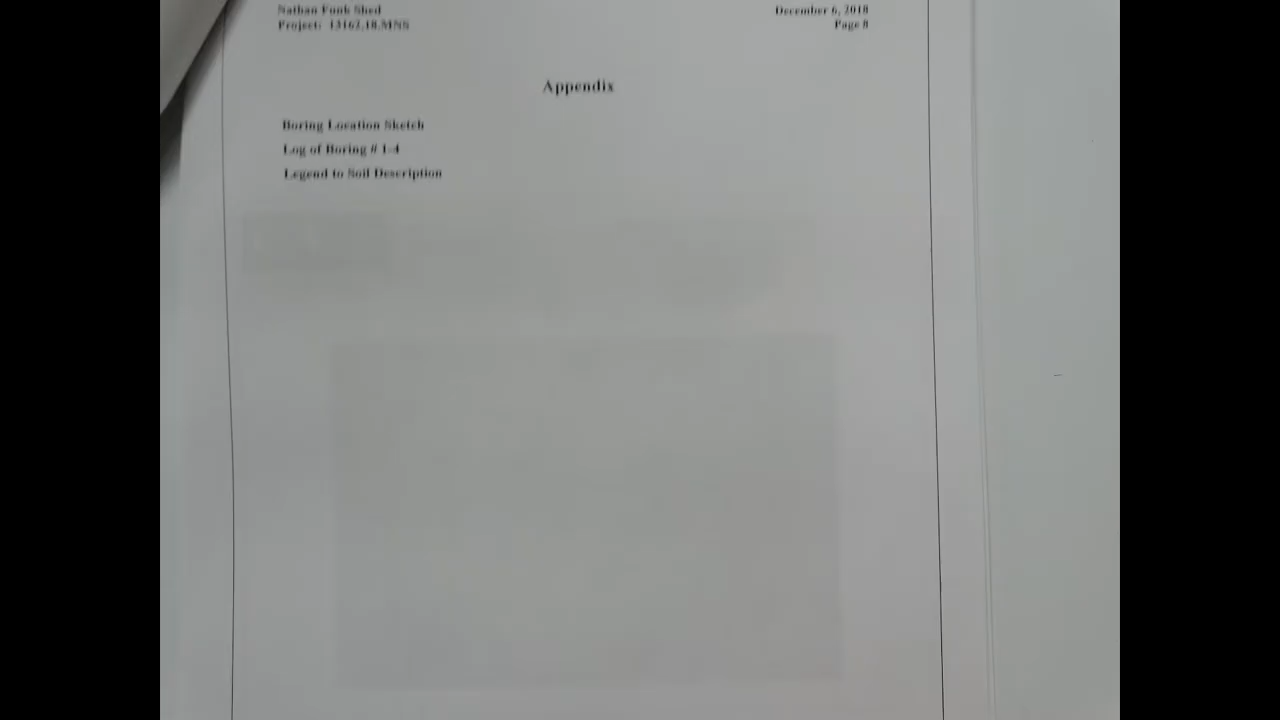 Nathan Funk Shed
December 6, 2018
Project: 13162.18.MNS
Page 8
Appendix
Boring Location Sketch
Log of Boring # 1-4
Legend to Soil Description